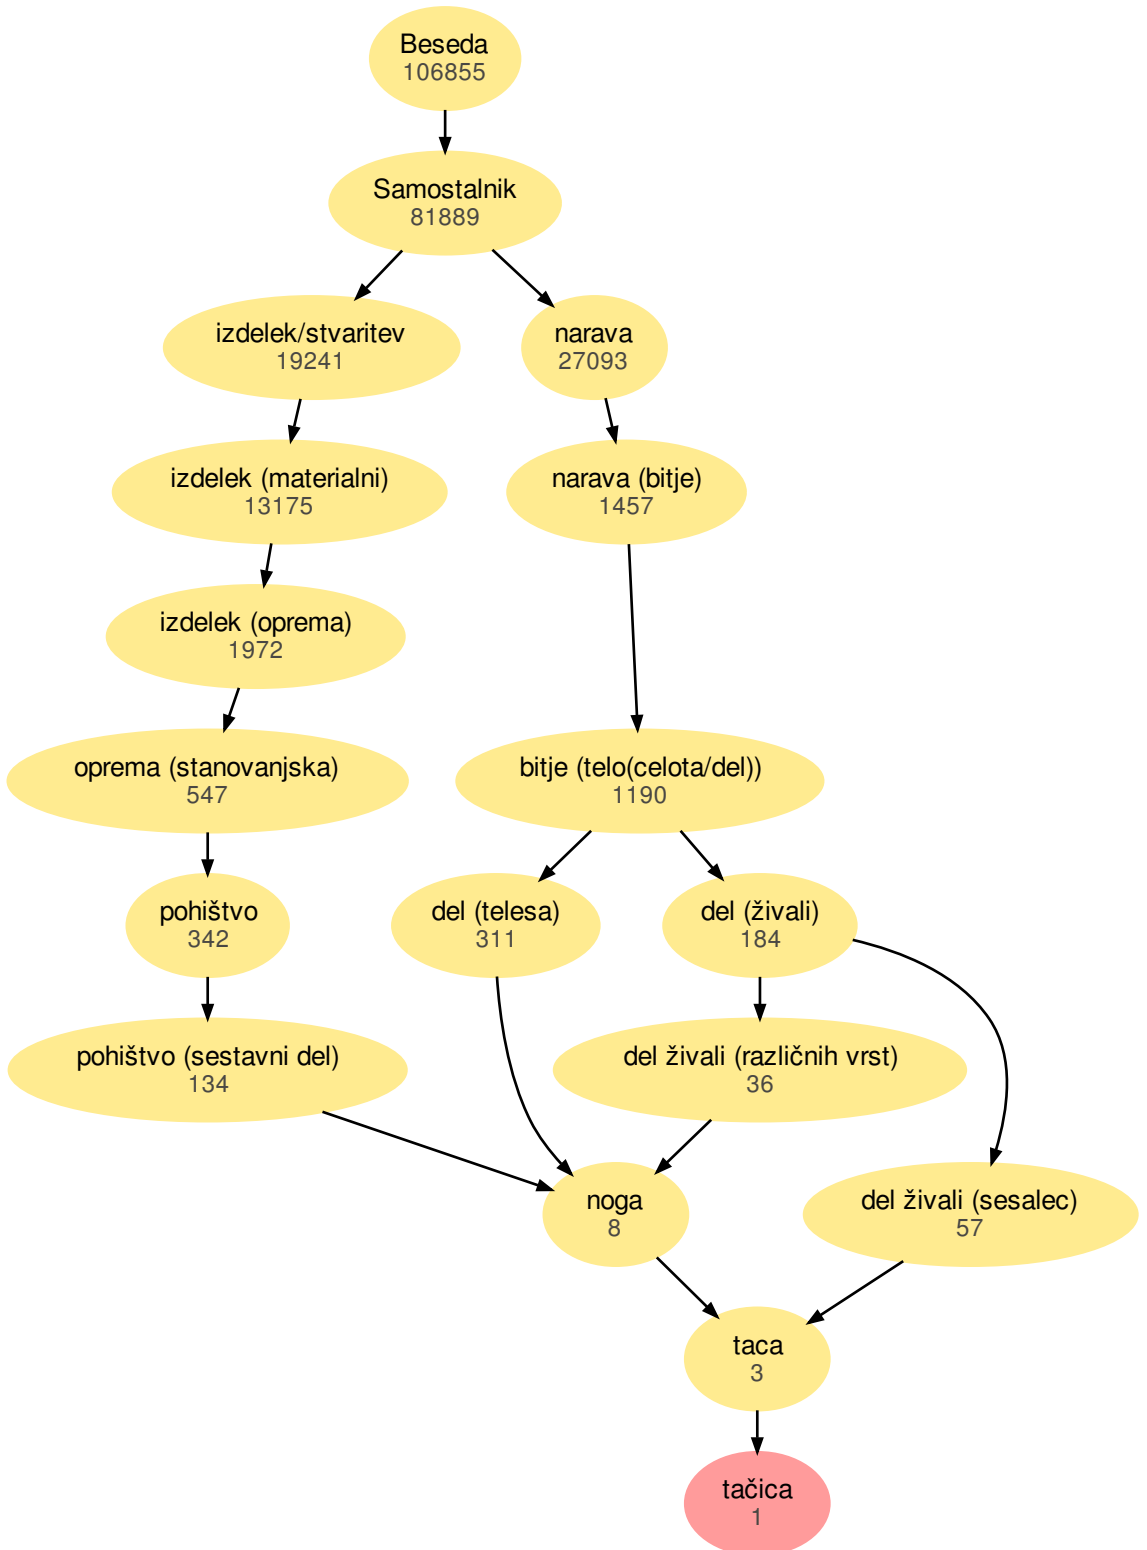 Beseda
106855
Samostalnik
81889
izdelek/stvaritev
19241
narava
27093
izdelek (materialni)
13175
narava (bitje)
1457
izdelek (oprema)
1972
oprema (stanovanjska)
547
bitje (telo(celota/del))
1190
pohištvo
342
del (telesa)
311
del (živali)
184
pohištvo (sestavni del)
134
del živali (različnih vrst)
36
noga
8
del živali (sesalec)
57
taca
3
tačica
1